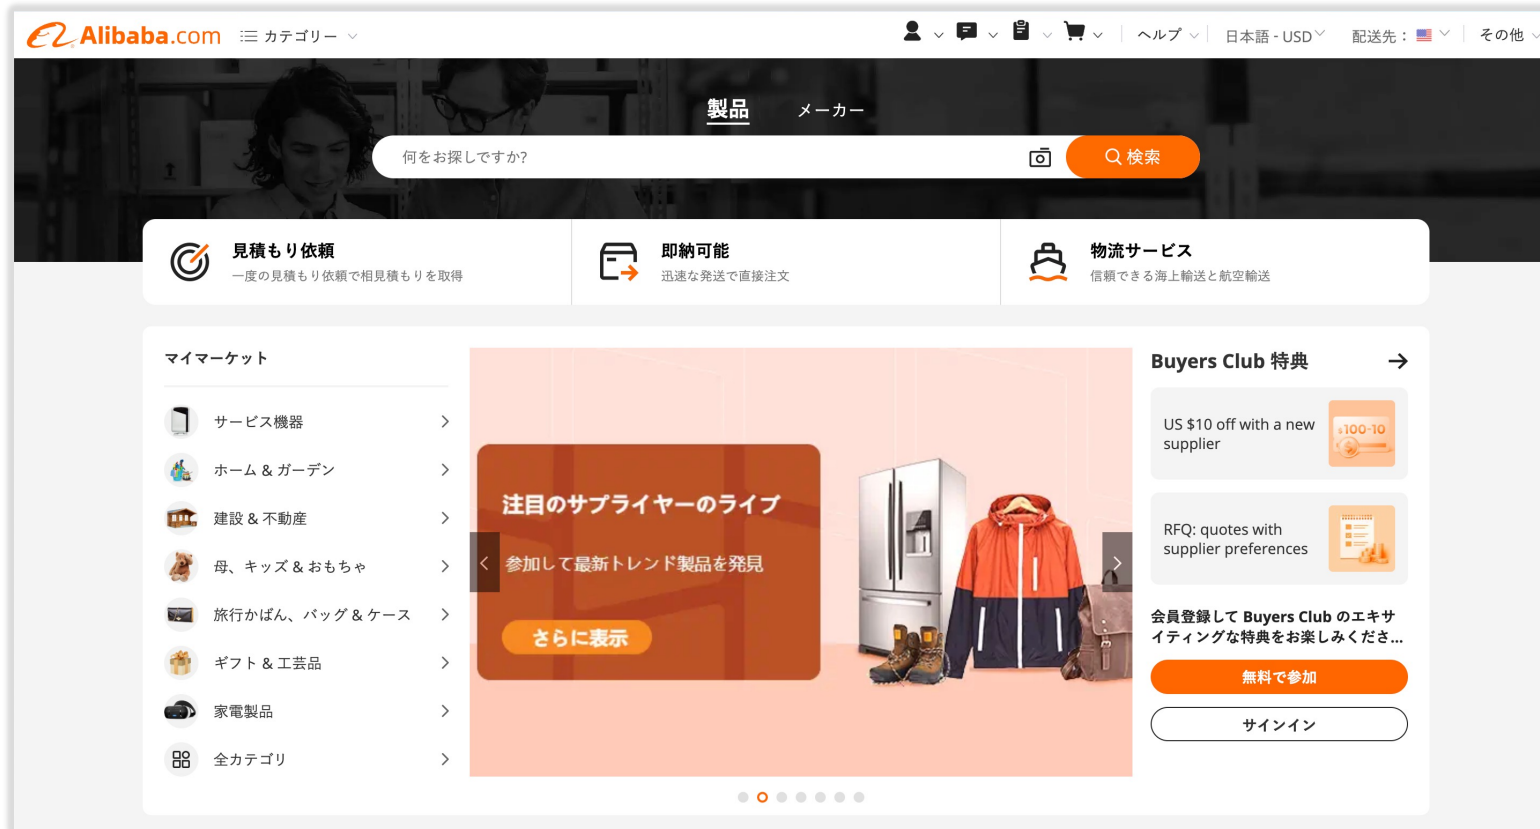 Alibaba.com
カテゴリー
ヘルプ
日本語 - USD
配送先：
その他
製品
メーカー
何をお探しですか?
検索
見積もり依頼
一度の見積もり依頼で相見積もりを取得
即納可能
迅速な発送で直接注文
物流サービス
信頼できる海上輸送と航空輸送
マイマーケット
サービス機器
ホーム & ガーデン
建設 & 不動産
母、キッズ & おもちゃ
旅行かばん、バッグ & ケース
ギフト & 工芸品
家電製品
全カテゴリ
注目のサプライヤーのライブ
参加して最新トレンド製品を発見
さらに表示
Buyers Club 特典
US $10 off with a new
supplier
$100-10
RFQ: quotes with
supplier preferences
会員登録して Buyers Club のエキサ
イティングな特典をお楽しみくださ...
無料で参加
サインイン